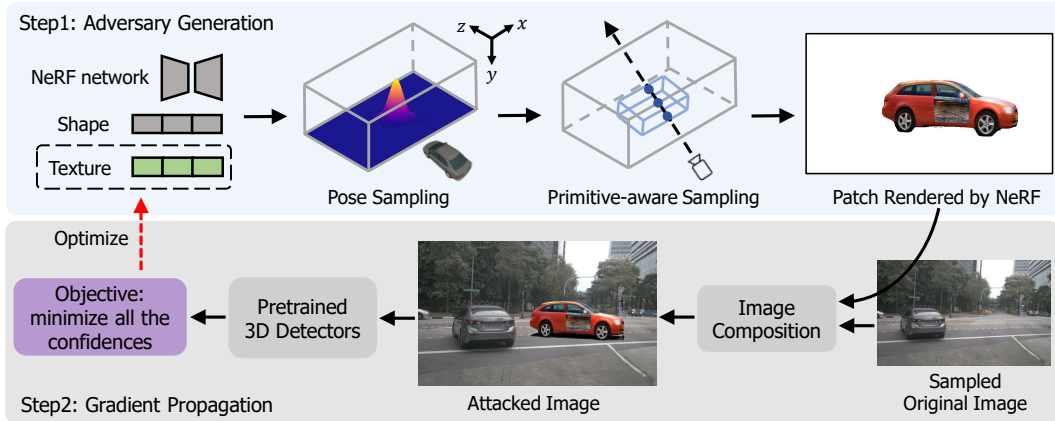 Step1: Adversary Generation
NeRF network
Shape
Texture
z
x
y
Pose Sampling
Primitive-aware Sampling
Patch Rendered by NeRF
Optimize
Objective:
minimize all the
confidences
Pretrained
3D Detectors
Image
Composition
Step2: Gradient Propagation
Attacked Image
Sampled
Original Image